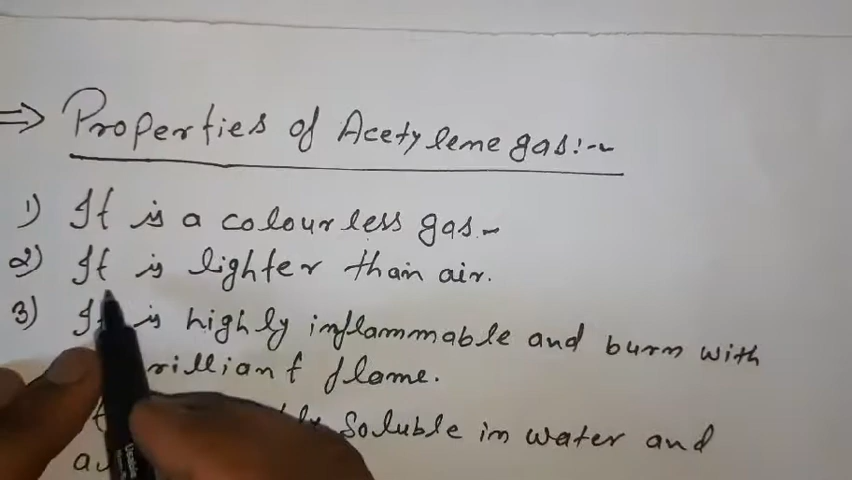 ⇒ Properties of Acetylene gas:-
1) It is a colourless gas.
2) It is lighter than air.
3) It is highly inflammable and burn with
rilliant flame.
soluble in water and